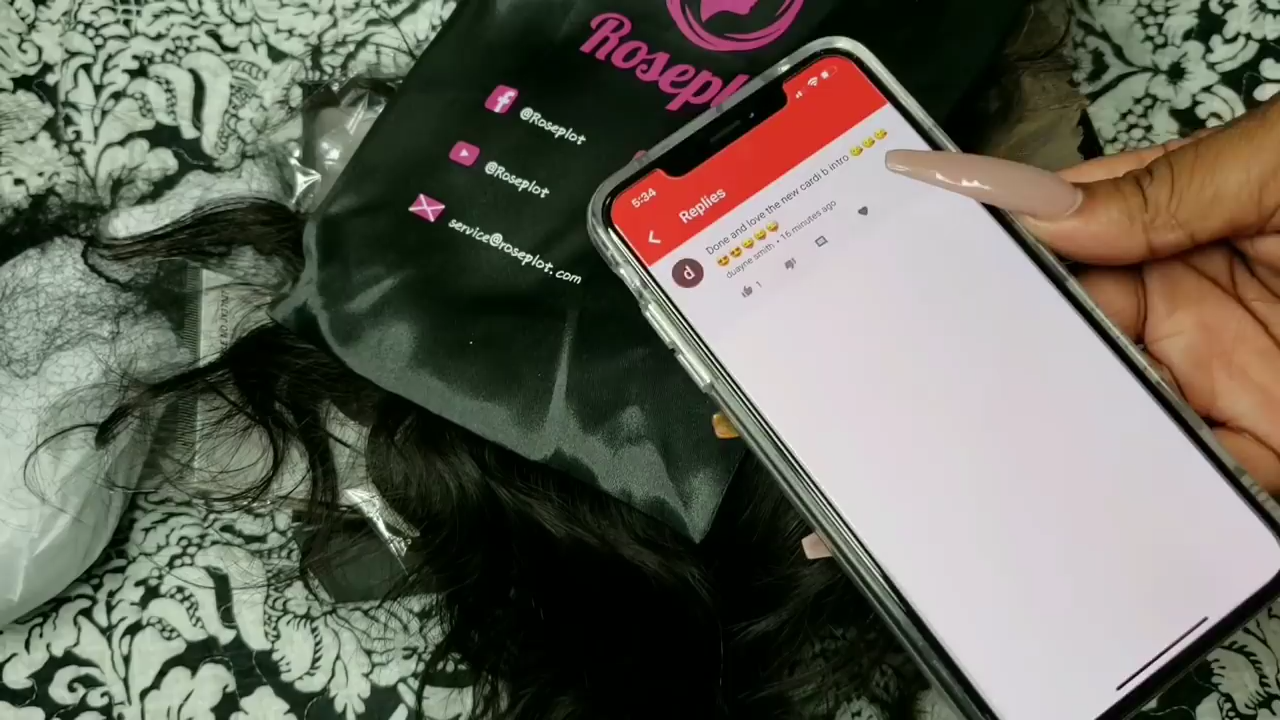 Roseplo
@Roseplot
@Roseplot
service@roseplot.com
5:34
Replies
Done and love the new cardi b intro 😄😄😄
😎😎😎😎😎
duayne smith • 16 minutes ago
d
1